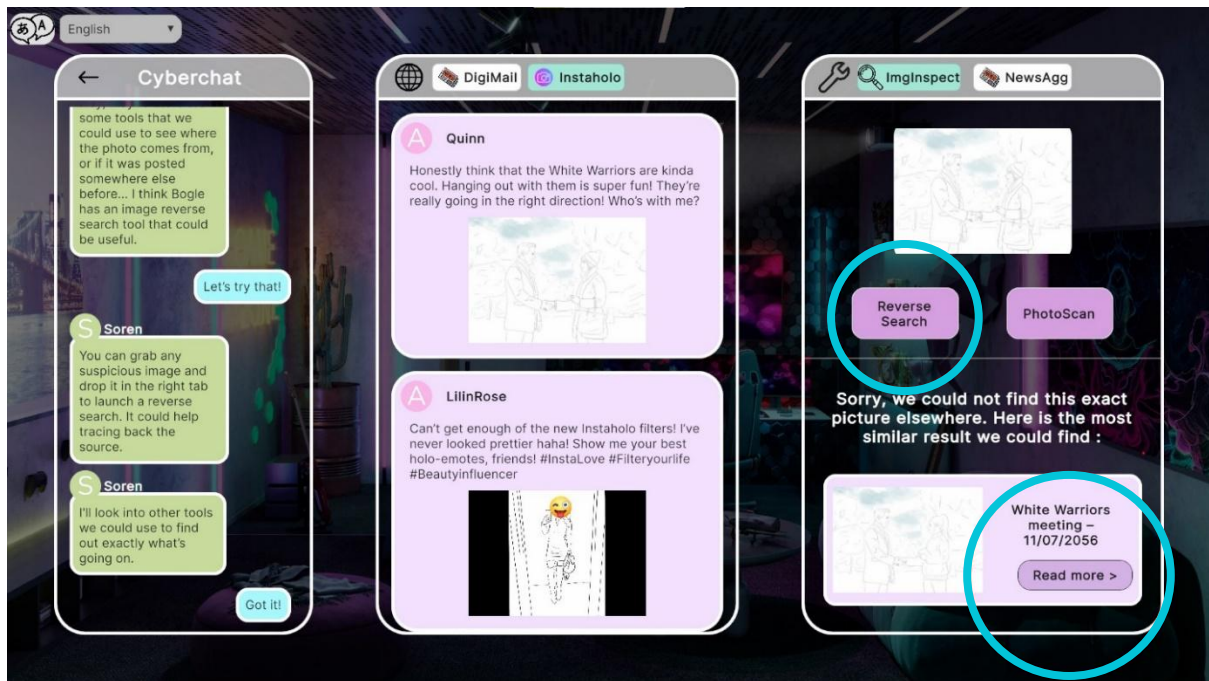 あ A
English
Cyberchat
some tools that we
could use to see where
the photo comes from,
or if it was posted
somewhere else
before... I think Bogle
has an image reverse
search tool that could
be useful.
Let's try that!
S Soren
You can grab any
suspicious image and
drop it in the right tab
to launch a reverse
search. It could help
tracing back the
source.
S Soren
I'll look into other tools
we could use to find
out exactly what's
going on.
Got it!
DigiMail
Instaholo
A Quinn
Honestly think that the White Warriors are kinda
cool. Hanging out with them is super fun! They're
really going in the right direction! Who's with me?
A LilinRose
Can't get enough of the new Instaholo filters! I've
never looked prettier haha! Show me your best
holo-emotes, friends! #InstaLove #Filteryourlife
#Beautyinfluencer
ImgInspect
NewsAgg
Reverse
Search
PhotoScan
Sorry, we could not find this exact
picture elsewhere. Here is the most
similar result we could find :
White Warriors
meeting –
11/07/2056
Read more >